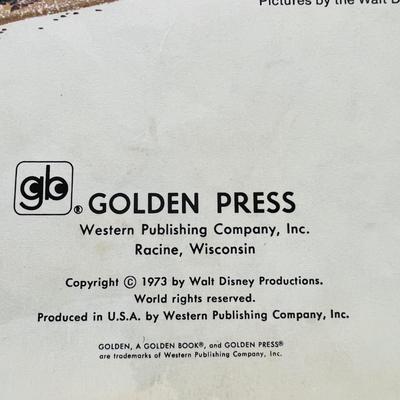 Pictures by the Walt D
gb® GOLDEN PRESS
Western Publishing Company, Inc.
Racine, Wisconsin
Copyright © 1973 by Walt Disney Productions.
World rights reserved.
Produced in U.S.A. by Western Publishing Company, Inc.
GOLDEN, A GOLDEN BOOK®, and GOLDEN PRESS®
are trademarks of Western Publishing Company, Inc.